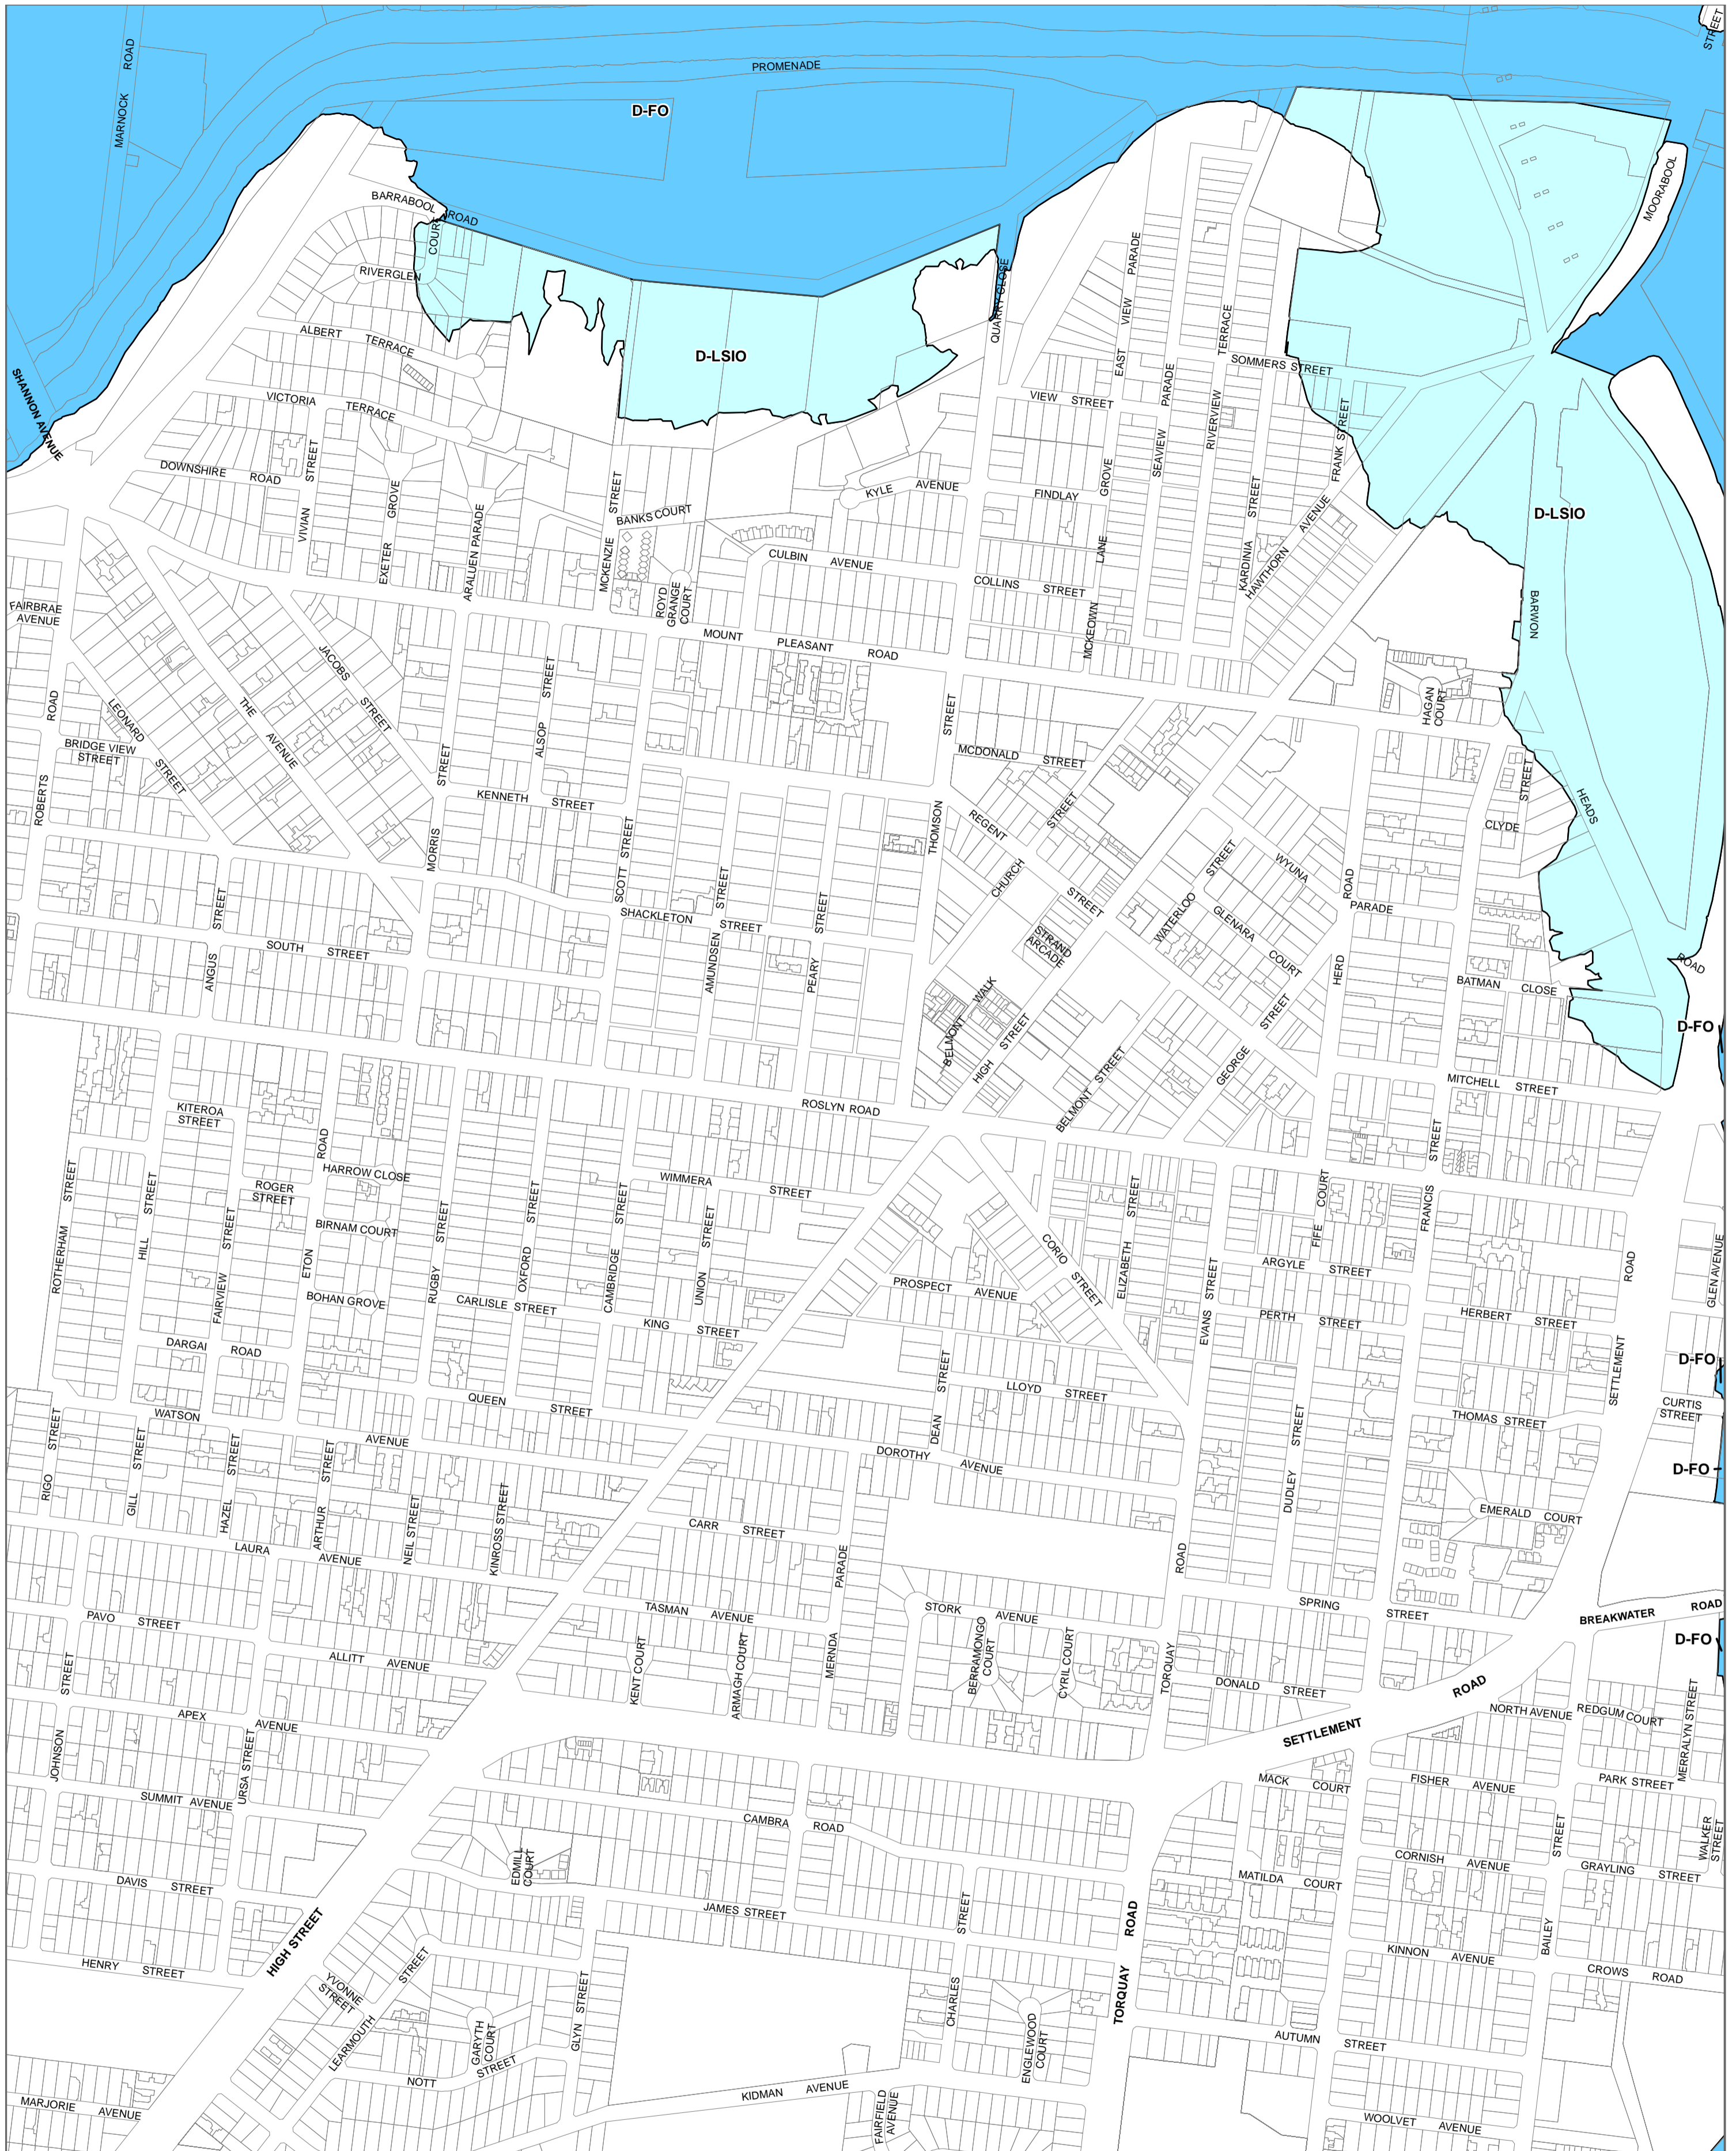 STREET
MARNOCK ROAD
PROMENADE
D-FO
MOORABOOL
BARRABOOL ROAD
COURT
RIVERGLEN
QUARRY CLOSE
EAST VIEW PARADE
SEAVIEW PARADE
RIVERVIEW TERRACE
ALBERT TERRACE
D-LSIO
SOMMERS STREET
SHANNON AVENUE
VICTORIA TERRACE
VIEW STREET
FRANK STREET
DOWNSHIRE ROAD
VIVIAN STREET
EXETER GROVE
ARALUEN PARADE
MCKENZIE STREET
BANKS COURT
KYLE AVENUE
FINDLAY
GROVE
KARDINIA STREET
HAWTHORN AVENUE
D-LSIO
CULBIN AVENUE
COLLINS STREET
MCKEOWN LANE
ROYD GRANGE COURT
FAIRBRAE AVENUE
MOUNT PLEASANT ROAD
BARWON HEADS ROAD
JACOBS STREET
THE AVENUE
LEONARD STREET
BRIDGE VIEW STREET
ROBERTS ROAD
ALSOP STREET
MORRIS STREET
KENNETH STREET
HAGAN COURT
MCDONALD STREET
THOMSON STREET
REGENT STREET
CHURCH STREET
CLYDE STREET
WYUNA PARADE
WATERLOO STREET
GLENARA COURT
STRAND ARCADE
SCOTT STREET
SHACKLETON STREET
AMUNDSEN STREET
PEARY STREET
SOUTH STREET
ANGUS STREET
HERD ROAD
BATMAN CLOSE
D-FO
BELMONT WALK
HIGH STREET
BELMONT STREET
GEORGE STREET
MITCHELL STREET
KITEROA STREET
ROSLYN ROAD
HARROW CLOSE
ROGER STREET
BIRNAM COURT
WIMMERA STREET
ROTHERHAM STREET
HILL STREET
FAIRVIEW STREET
ETON ROAD
RUGBY STREET
OXFORD STREET
CAMBRIDGE STREET
UNION STREET
CORIO STREET
ELIZABETH STREET
EVANS STREET
FIFE COURT
FRANCIS STREET
ARGYLE STREET
GLEN AVENUE
PROSPECT AVENUE
BOHAN GROVE
CARLISLE STREET
KING STREET
PERTH STREET
HERBERT STREET
SETTLEMENT ROAD
DARGAI ROAD
D-FO
LLOYD STREET
DEAN STREET
QUEEN STREET
CURTIS STREET
THOMAS STREET
WATSON AVENUE
RIGO STREET
GILL STREET
HAZEL STREET
ARTHUR STREET
NEIL STREET
KINROSS STREET
DOROTHY AVENUE
DUDLEY STREET
D-FO
EMERALD COURT
CARR STREET
LAURA AVENUE
MERNDA PARADE
TORQUAY ROAD
PAVO STREET
TASMAN AVENUE
STORK AVENUE
SPRING STREET
BREAKWATER ROAD
D-FO
ALLITT AVENUE
KENT COURT
ARMAGH COURT
BERRAMONGO COURT
CYRIL COURT
DONALD STREET
SETTLEMENT ROAD
NORTH AVENUE
REDGUM COURT
MERRALYN STREET
APEX AVENUE
JOHNSON STREET
URSA STREET
SUMMIT AVENUE
MACK COURT
FISHER AVENUE
PARK STREET
CAMBRA ROAD
WALKER STREET
EDMILL COURT
CORNISH AVENUE
GRAYLING STREET
MATILDA COURT
DAVIS STREET
JAMES STREET
BAILEY STREET
HIGH STREET
HENRY STREET
KINNON AVENUE
CROWS ROAD
YVONNE STREET
LEARMOUTH STREET
GARYTH COURT
GLYN STREET
CHARLES STREET
ENGLEWOOD COURT
TORQUAY ROAD
AUTUMN STREET
NOTT STREET
KIDMAN AVENUE
FAIRFIELD AVENUE
MARJORIE AVENUE
WOOLVET AVENUE